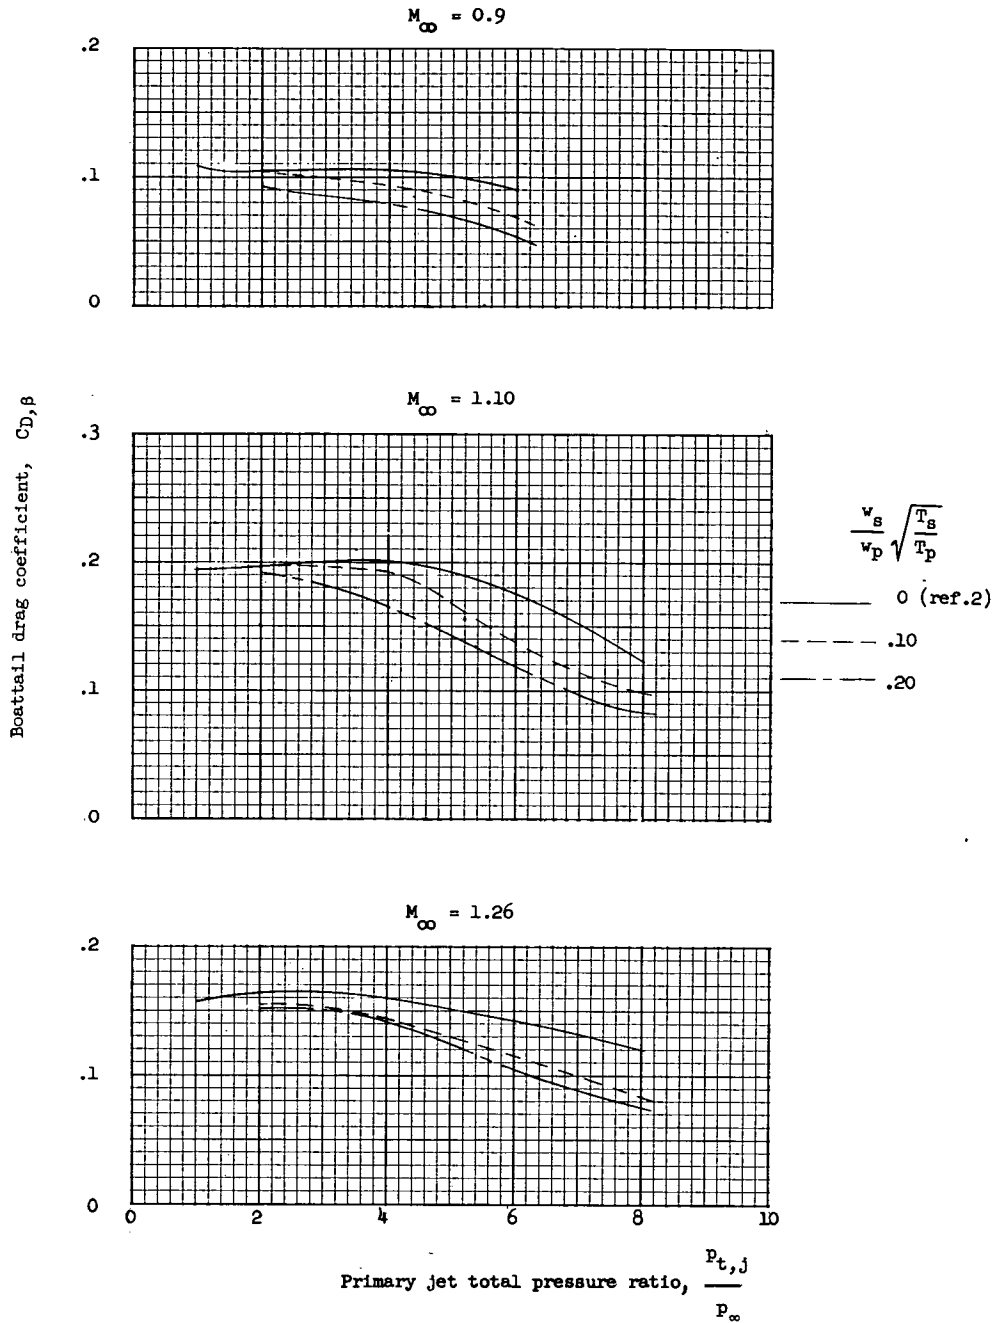 M∞ = 0.9
.2
.1
0
M∞ = 1.10
.3
.2
.1
.0
Boattail drag coefficient, CD,β
ws/wp √Ts/Tp
0 (ref.2)
.10
.20
M∞ = 1.26
.2
.1
0
0 2 4 6 8 10
Primary jet total pressure ratio, pt,j/p∞